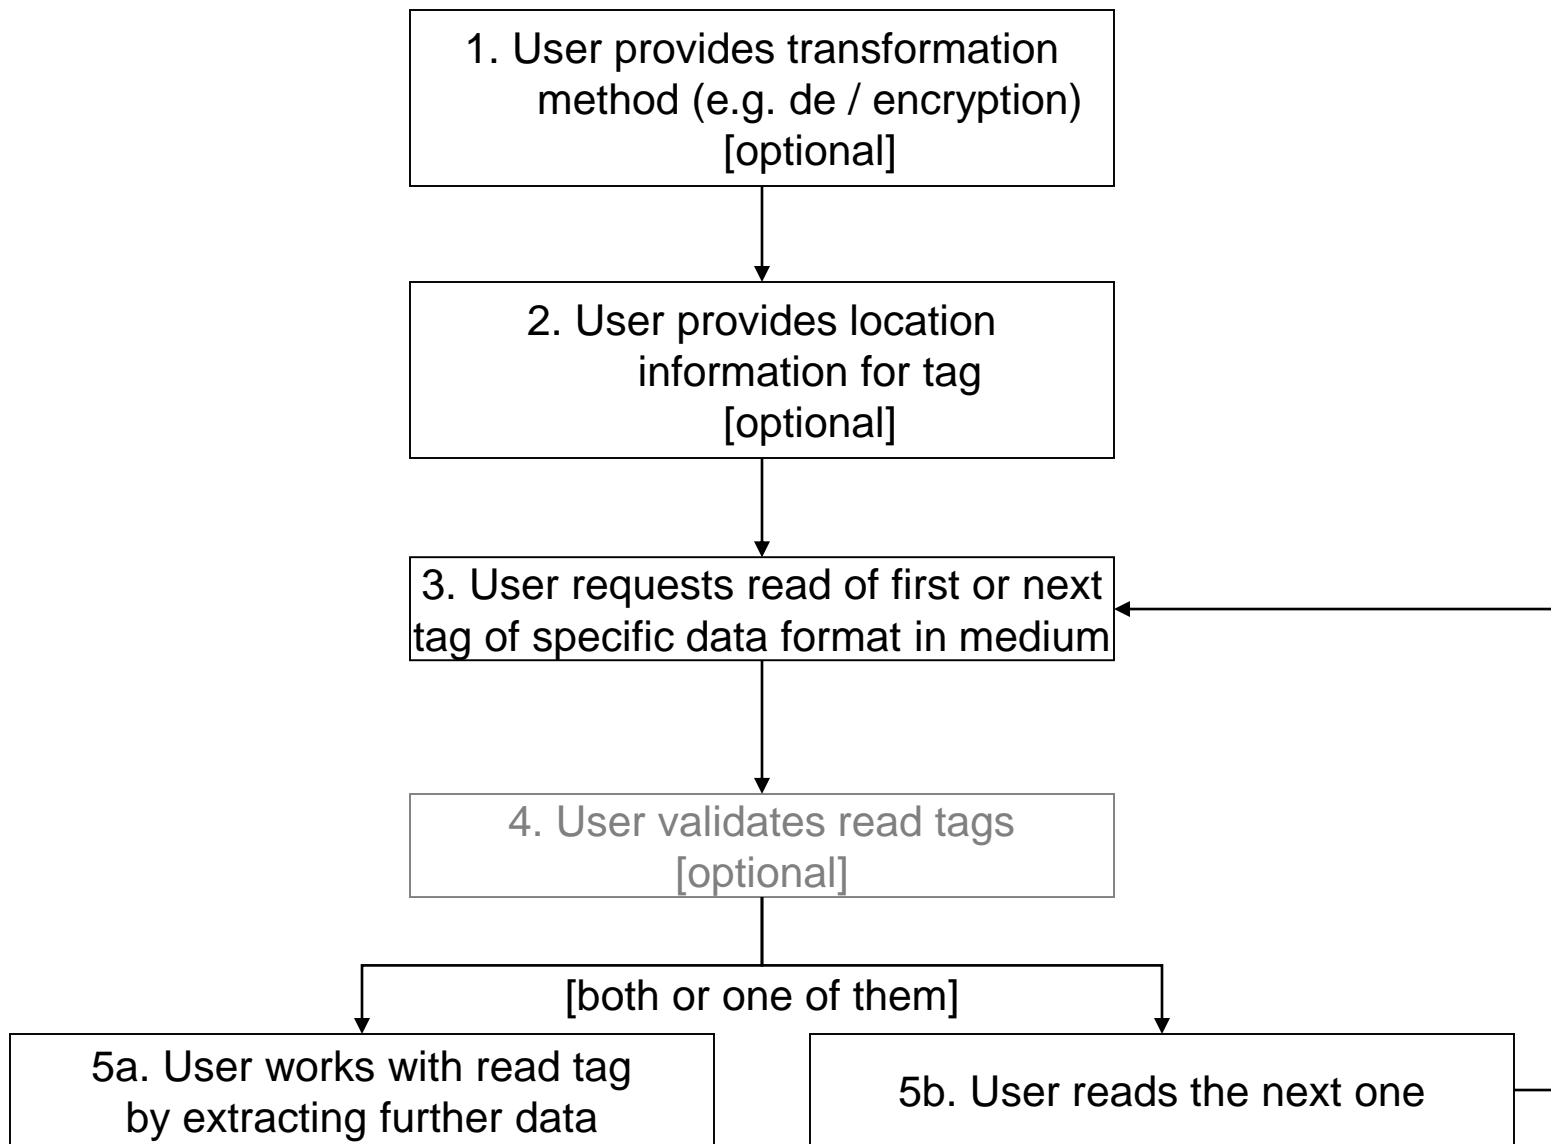 1. User provides transformation
method (e.g. de / encryption)
[optional]
2. User provides location
information for tag
[optional]
3. User requests read of first or next
tag of specific data format in medium
4. User validates read tags
[optional]
[both or one of them]
5a. User works with read tag
by extracting further data
5b. User reads the next one